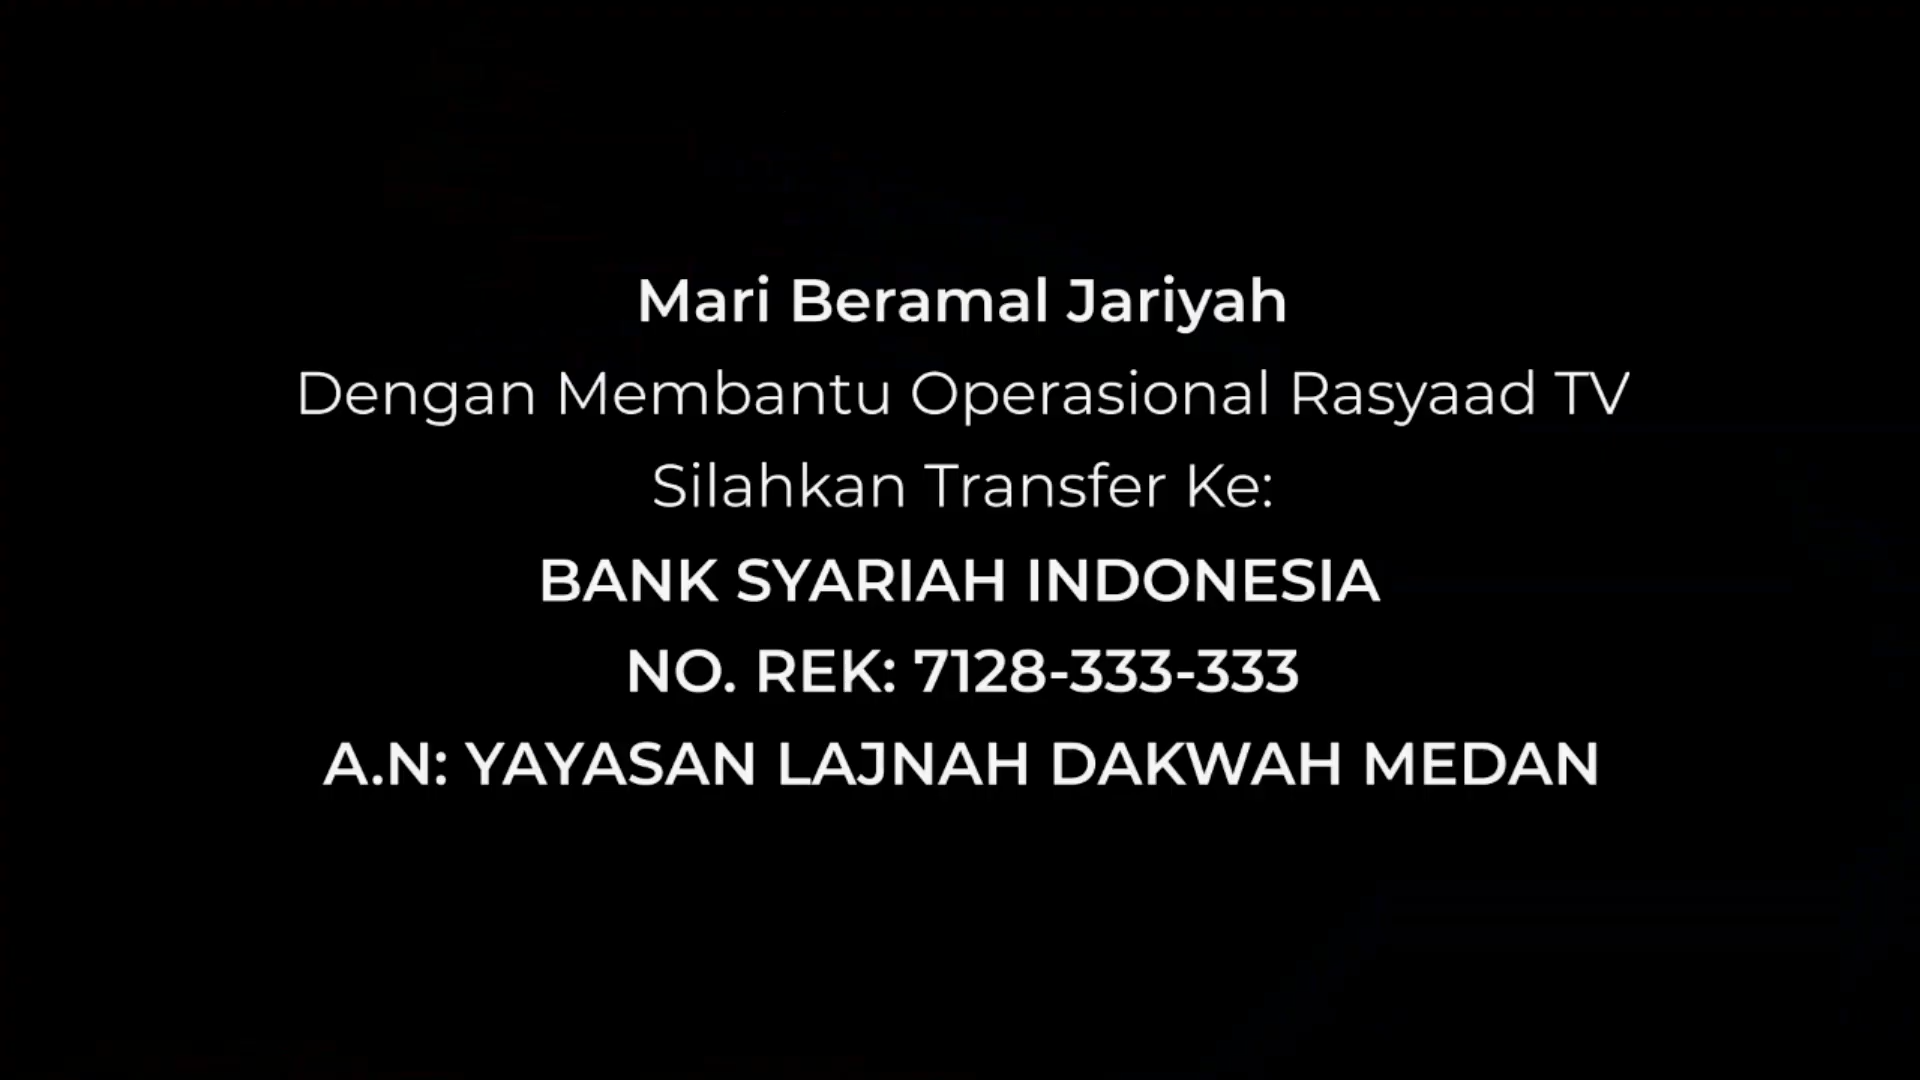 Mari Beramal Jariyah
Dengan Membantu Operasional Rasyaad TV
Silahkan Transfer Ke:
BANK SYARIAH INDONESIA
NO. REK: 7128-333-333
A.N: YAYASAN LAJNAH DAKWAH MEDAN